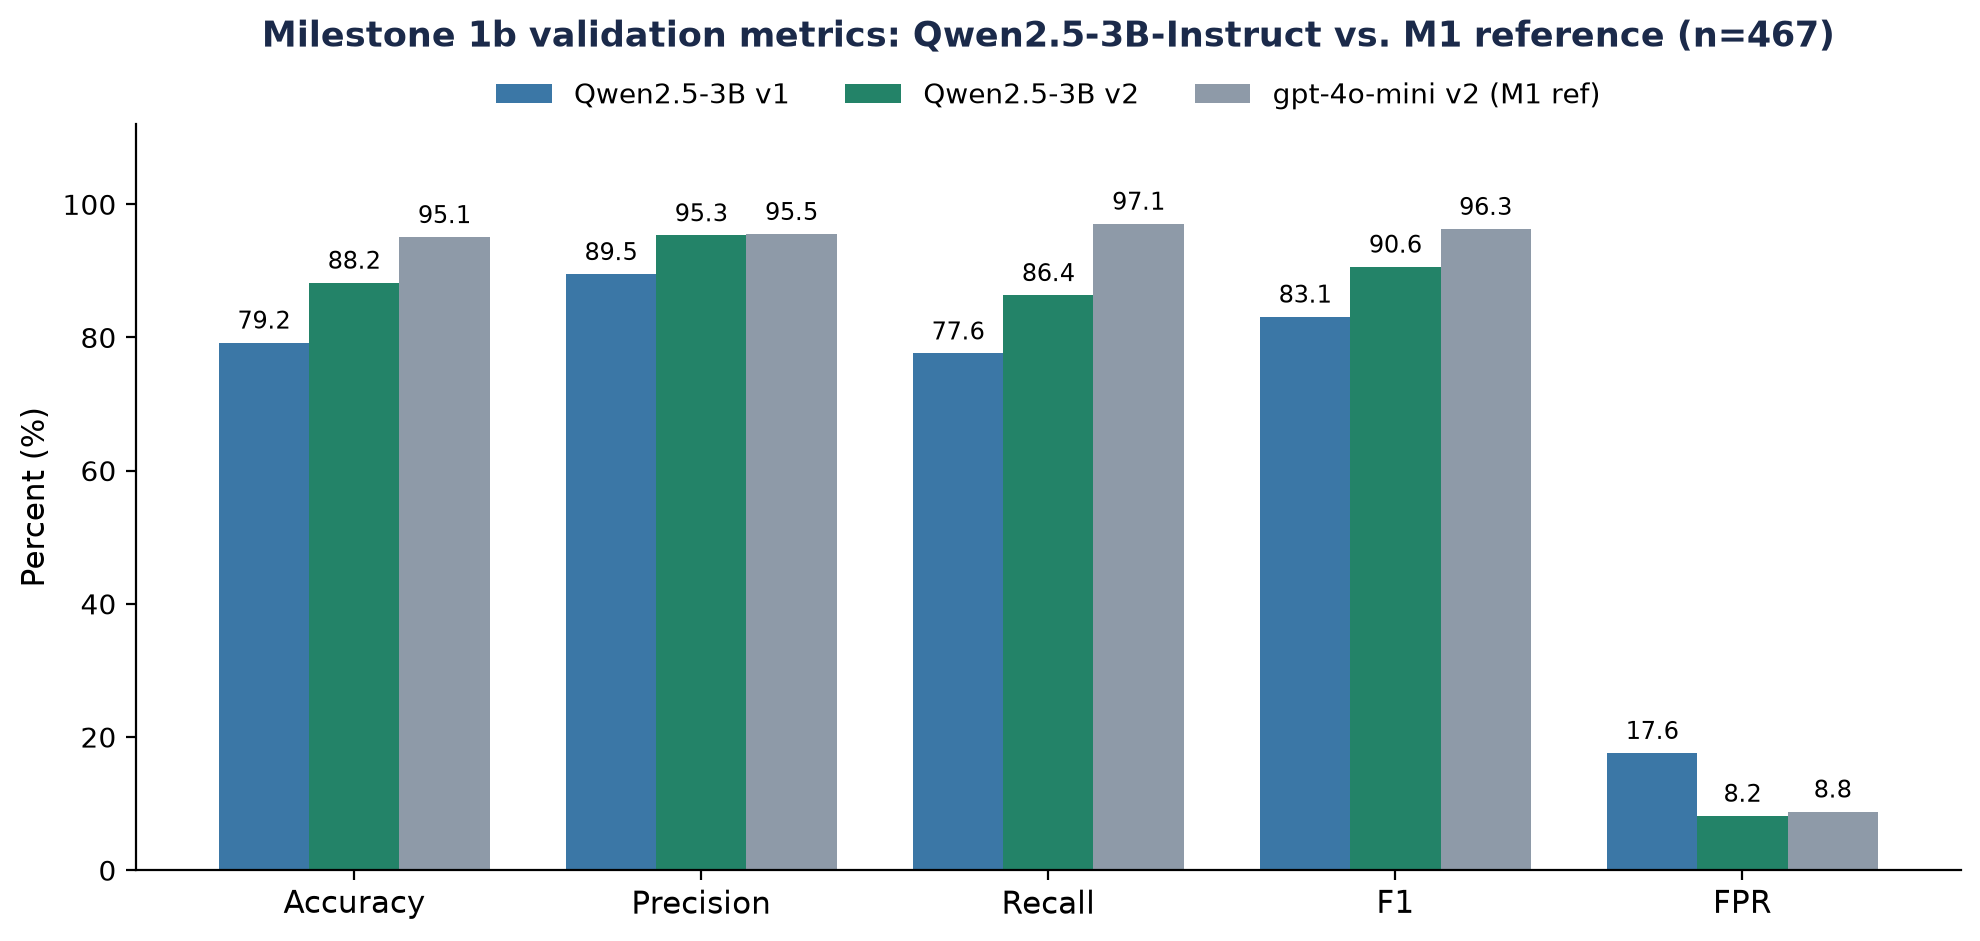 Milestone 1b validation metrics: Qwen2.5-3B-Instruct vs. M1 reference (n=467)
Qwen2.5-3B v1
Qwen2.5-3B v2
gpt-4o-mini v2 (M1 ref)
Percent (%)
100
80
60
40
20
0
79.2
88.2
95.1
89.5
95.3
95.5
77.6
86.4
97.1
83.1
90.6
96.3
17.6
8.2
8.8
Accuracy
Precision
Recall
F1
FPR